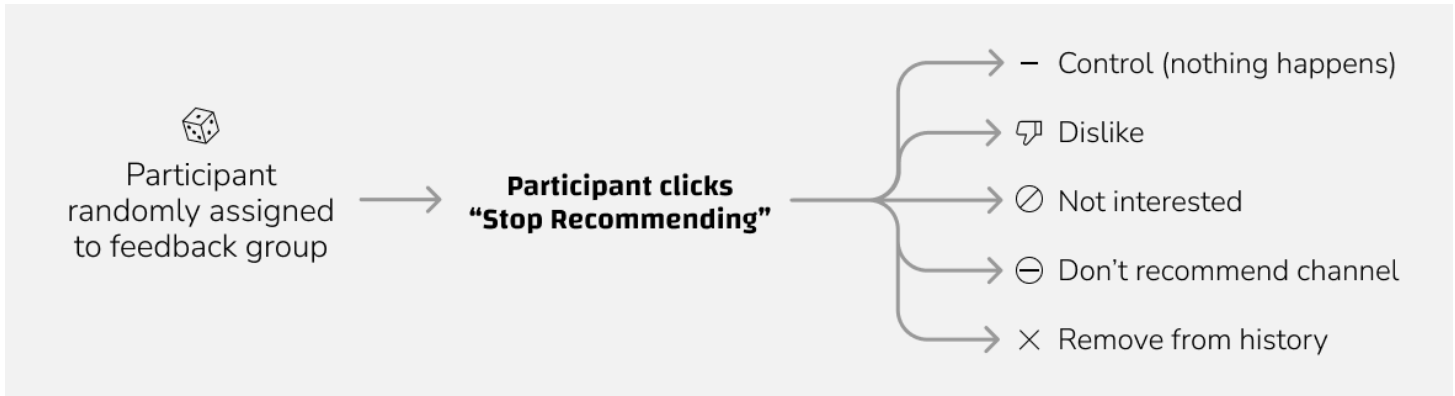 Participant
randomly assigned
to feedback group
Participant clicks
“Stop Recommending”
Control (nothing happens)
Dislike
Not interested
Don’t recommend channel
Remove from history